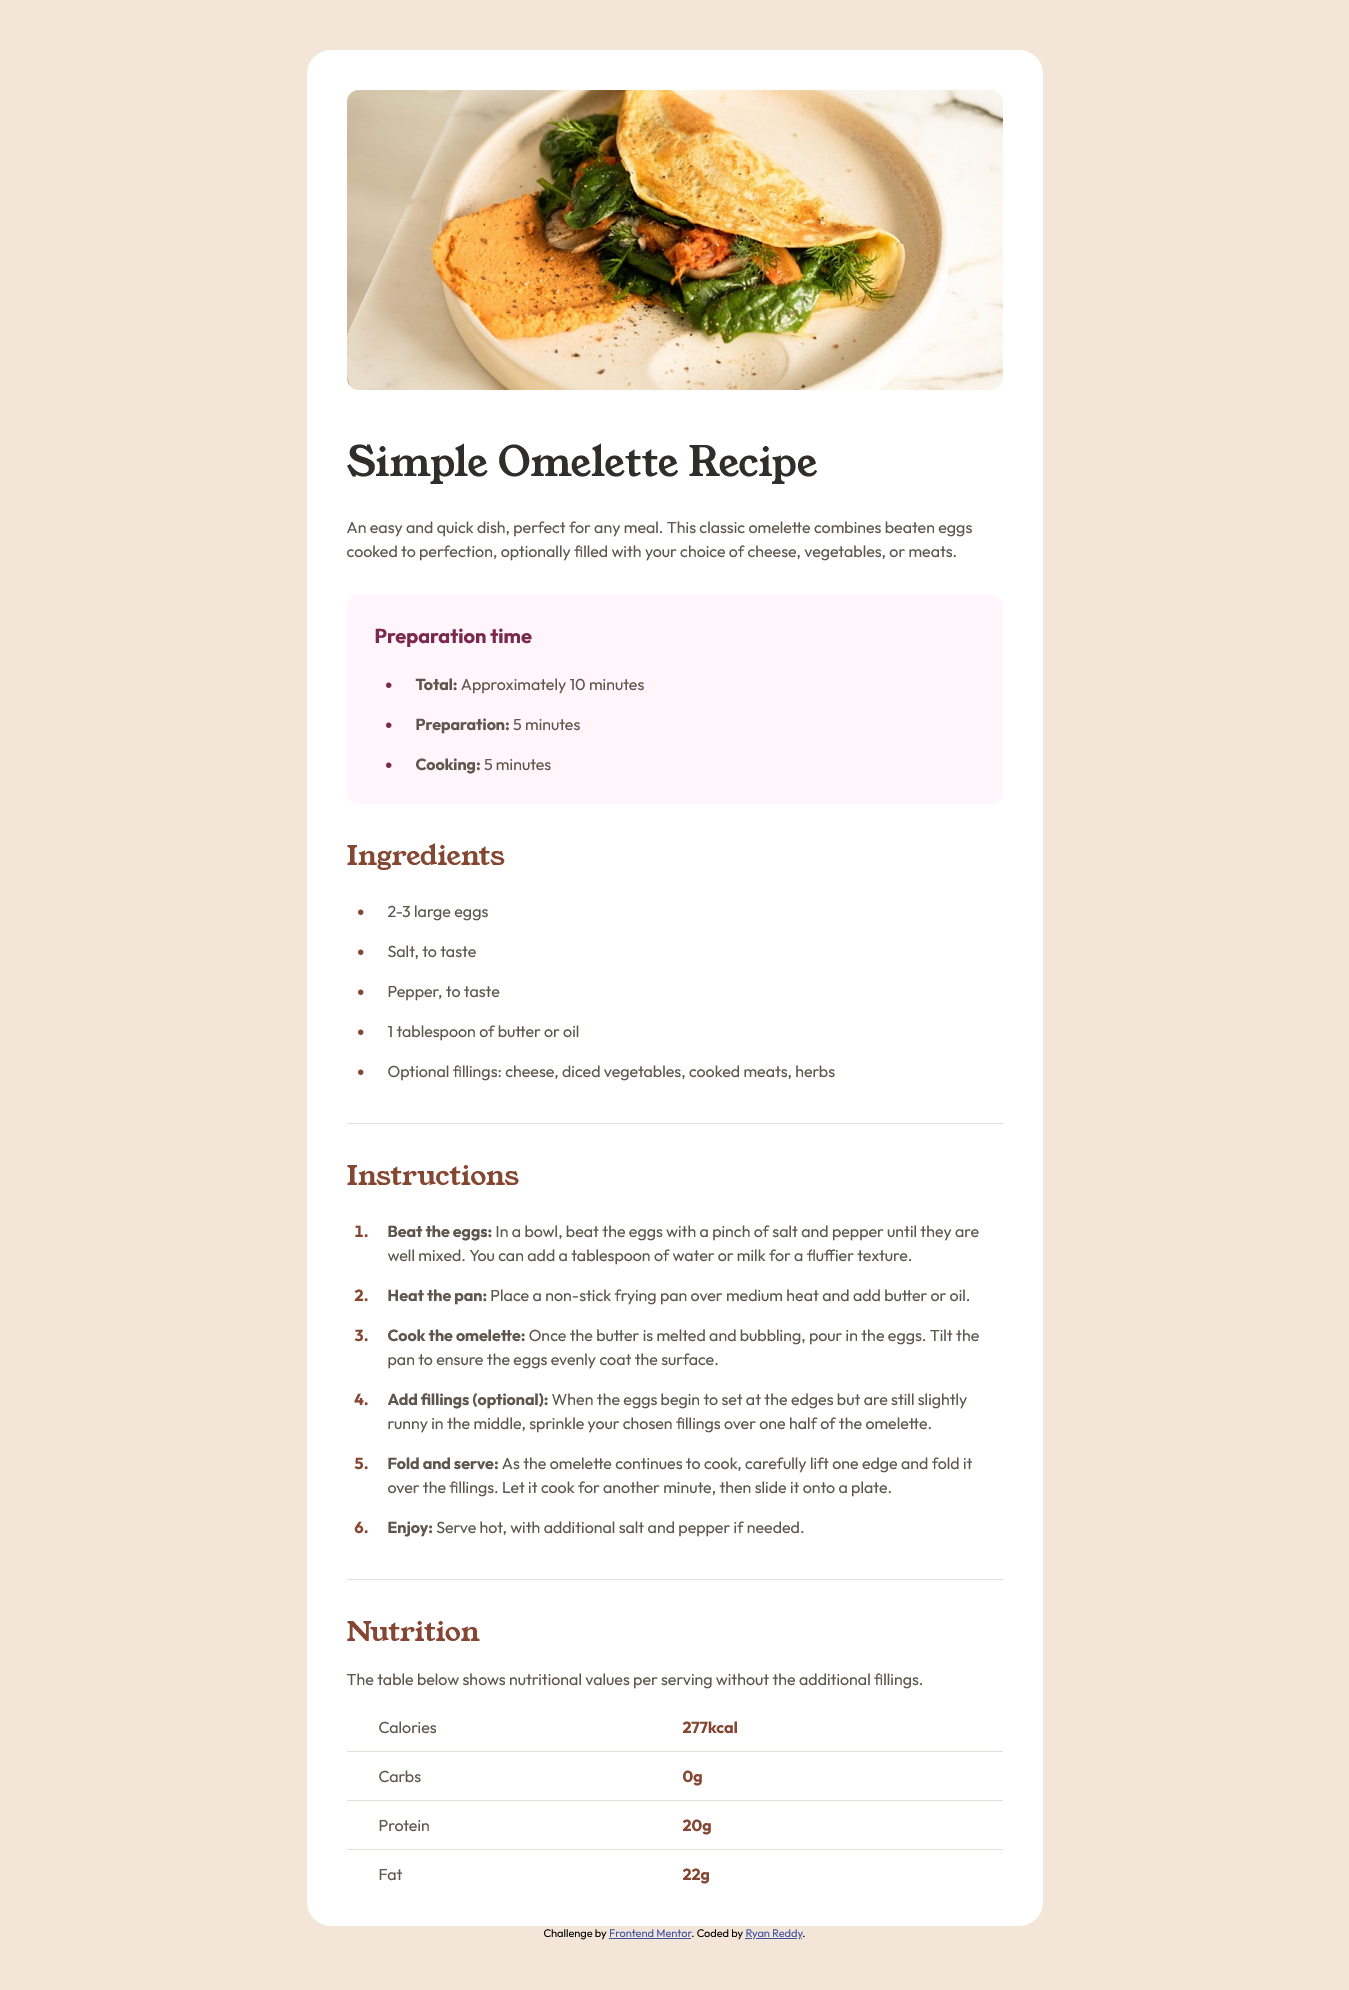 Simple Omelette Recipe
An easy and quick dish, perfect for any meal. This classic omelette combines beaten eggs
cooked to perfection, optionally filled with your choice of cheese, vegetables, or meats.
Preparation time
• Total: Approximately 10 minutes
• Preparation: 5 minutes
• Cooking: 5 minutes
Ingredients
• 2-3 large eggs
• Salt, to taste
• Pepper, to taste
• 1 tablespoon of butter or oil
• Optional fillings: cheese, diced vegetables, cooked meats, herbs
Instructions
1. Beat the eggs: In a bowl, beat the eggs with a pinch of salt and pepper until they are
well mixed. You can add a tablespoon of water or milk for a fluffier texture.
2. Heat the pan: Place a non-stick frying pan over medium heat and add butter or oil.
3. Cook the omelette: Once the butter is melted and bubbling, pour in the eggs. Tilt the
pan to ensure the eggs evenly coat the surface.
4. Add fillings (optional): When the eggs begin to set at the edges but are still slightly
runny in the middle, sprinkle your chosen fillings over one half of the omelette.
5. Fold and serve: As the omelette continues to cook, carefully lift one edge and fold it
over the fillings. Let it cook for another minute, then slide it onto a plate.
6. Enjoy: Serve hot, with additional salt and pepper if needed.
Nutrition
The table below shows nutritional values per serving without the additional fillings.
Calories 277kcal
Carbs 0g
Protein 20g
Fat 22g
Challenge by Frontend Mentor. Coded by Ryan Reddy.